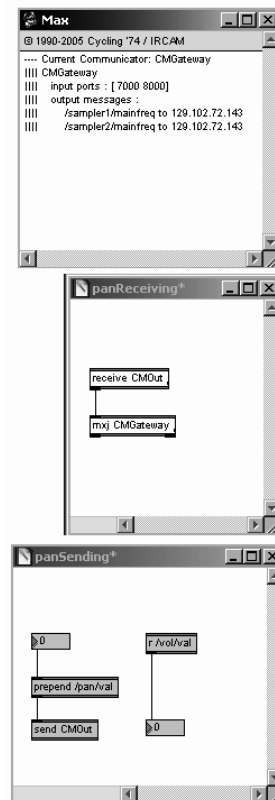 Max
© 1990-2005 Cycling '74 / IRCAM
---- Current Communicator: CMGateway
|||| CMGateway
|||| input ports : [ 7000 8000]
|||| output messages :
|||| /sampler1/mainfreq to 129.102.72.143
|||| /sampler2/mainfreq to 129.102.72.143
panReceiving*
receive CMOut
mxj CMGateway
panSending*
0
r /vol/val
prepend /pan/val
send CMOut
0